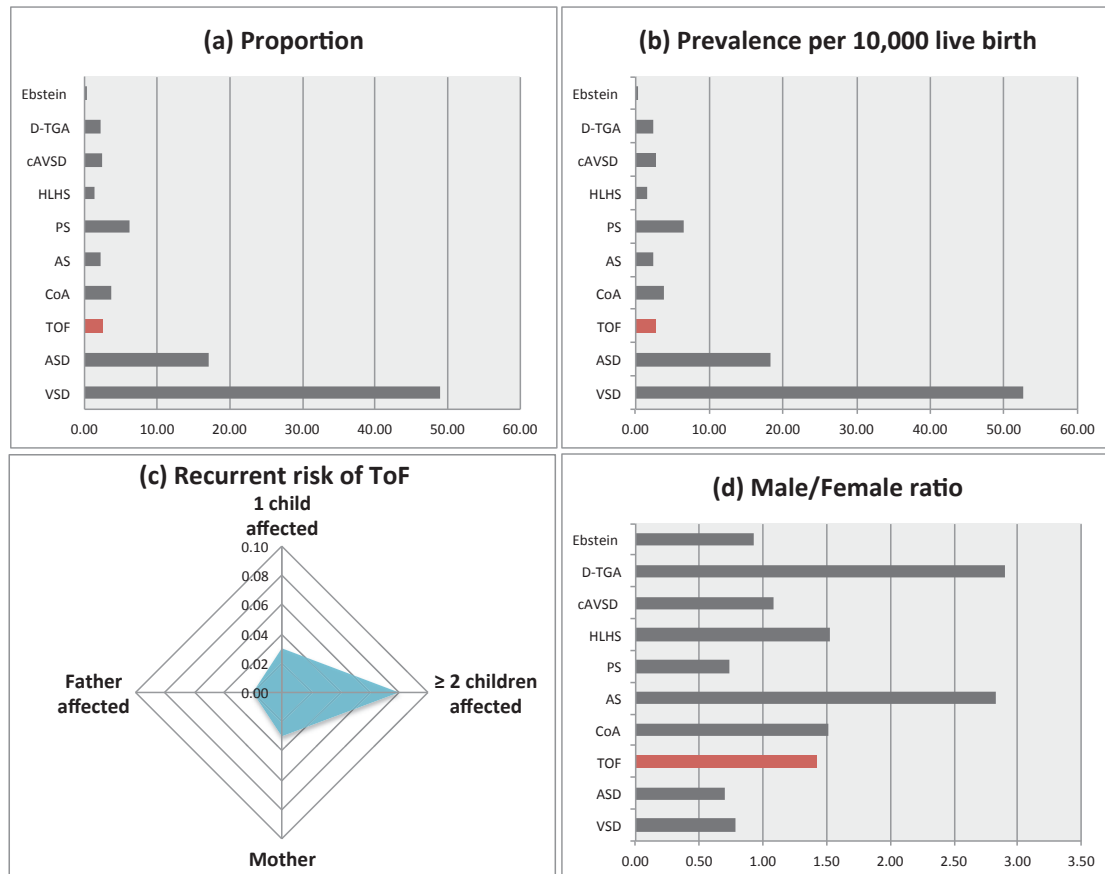 (a) Proportion
Ebstein
D-TGA
cAVSD
HLHS
PS
AS
CoA
TOF
ASD
VSD
0.00 10.00 20.00 30.00 40.00 50.00 60.00
(b) Prevalence per 10,000 live birth
Ebstein
D-TGA
cAVSD
HLHS
PS
AS
CoA
TOF
ASD
VSD
0.00 10.00 20.00 30.00 40.00 50.00 60.00
(c) Recurrent risk of ToF
1 child
affected
0.10
0.08
0.06
0.04
0.02
0.00
Father
affected
≥ 2 children
affected
Mother
(d) Male/Female ratio
Ebstein
D-TGA
cAVSD
HLHS
PS
AS
CoA
TOF
ASD
VSD
0.00 0.50 1.00 1.50 2.00 2.50 3.00 3.50